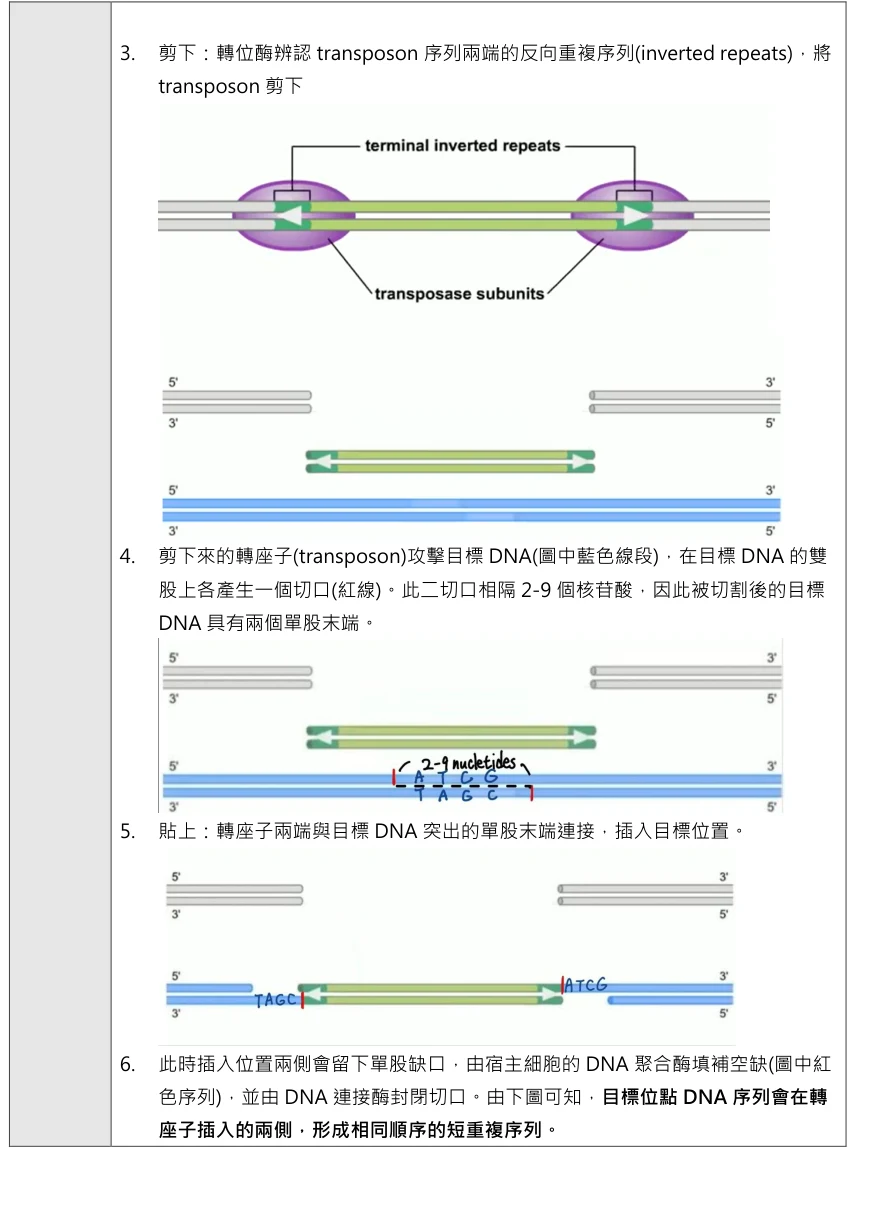 3. 剪下：轉位酶辨認 transposon 序列兩端的反向重複序列(inverted repeats)，將
transposon 剪下
terminal inverted repeats
transposase subunits
5' 3'
3' 5'
5' 3'
3' 5'
4. 剪下來的轉座子(transposon)攻擊目標 DNA(圖中藍色線段)，在目標 DNA 的雙
股上各產生一個切口(紅線)。此二切口相隔 2-9 個核苷酸，因此被切割後的目標
DNA 具有兩個單股末端。
5' 3'
3' 5'
2-9 nucletides
5' 3'
A T C G
T A G C
3' 5'
5. 貼上：轉座子兩端與目標 DNA 突出的單股末端連接，插入目標位置。
5' 3'
3' 5'
5' 3'
ATCG
TAGC
3' 5'
6. 此時插入位置兩側會留下單股缺口，由宿主細胞的 DNA 聚合酶填補空缺(圖中紅
色序列)，並由 DNA 連接酶封閉切口。由下圖可知，目標位點 DNA 序列會在轉
座子插入的兩側，形成相同順序的短重複序列。